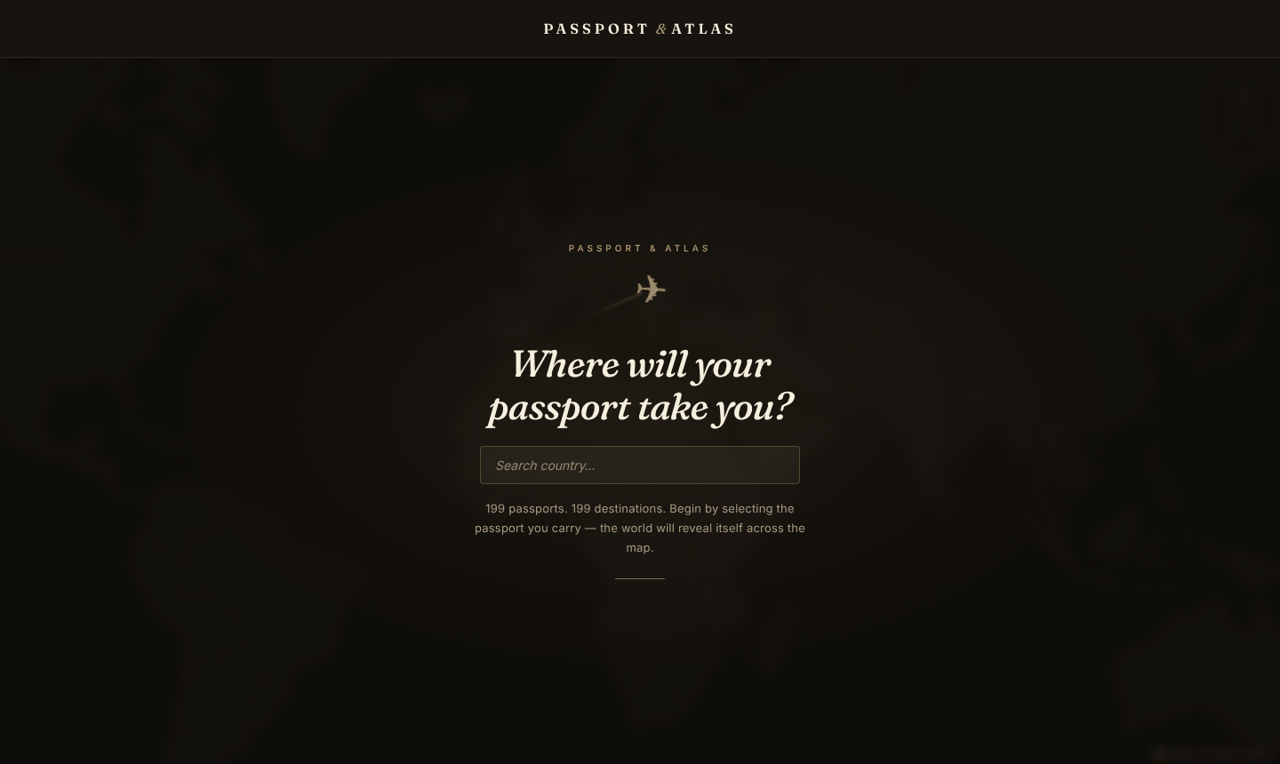 PASSPORT & ATLAS
PASSPORT & ATLAS
Where will your
passport take you?
Search country...
199 passports. 199 destinations. Begin by selecting the
passport you carry — the world will reveal itself across the
map.